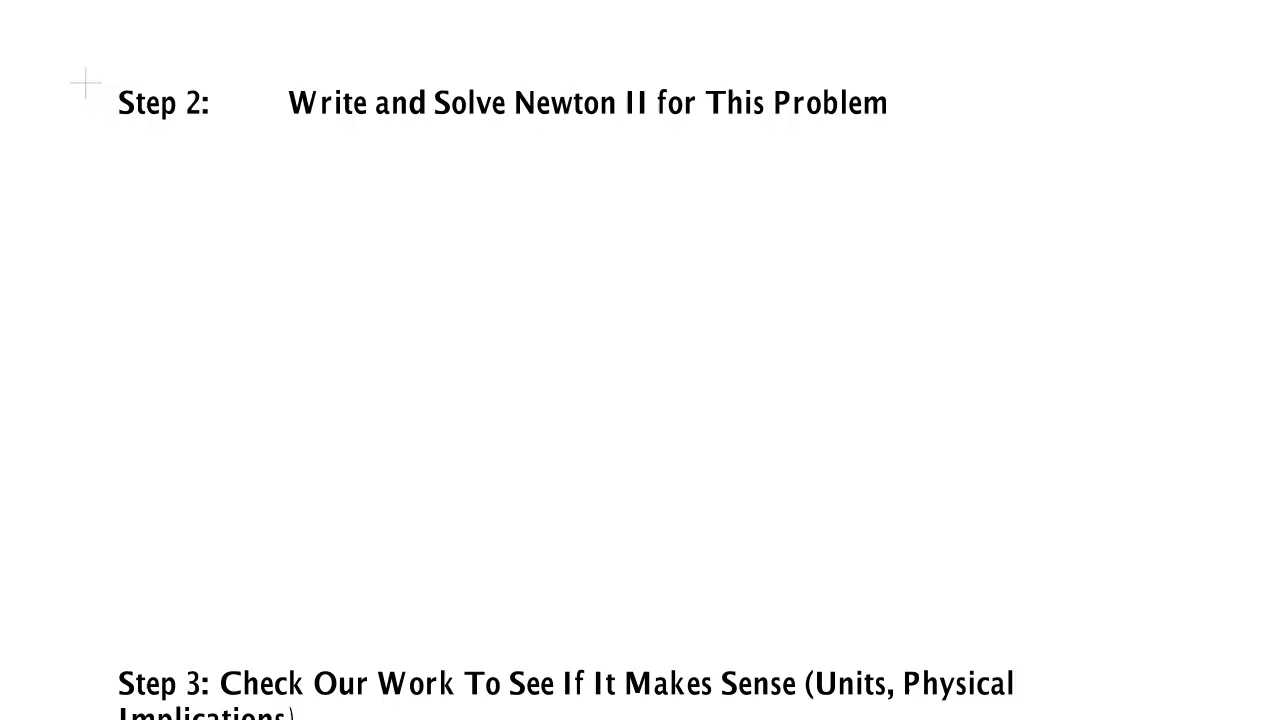 Step 2: Write and Solve Newton II for This Problem
Step 3: Check Our Work To See If It Makes Sense (Units, Physical
Implications)